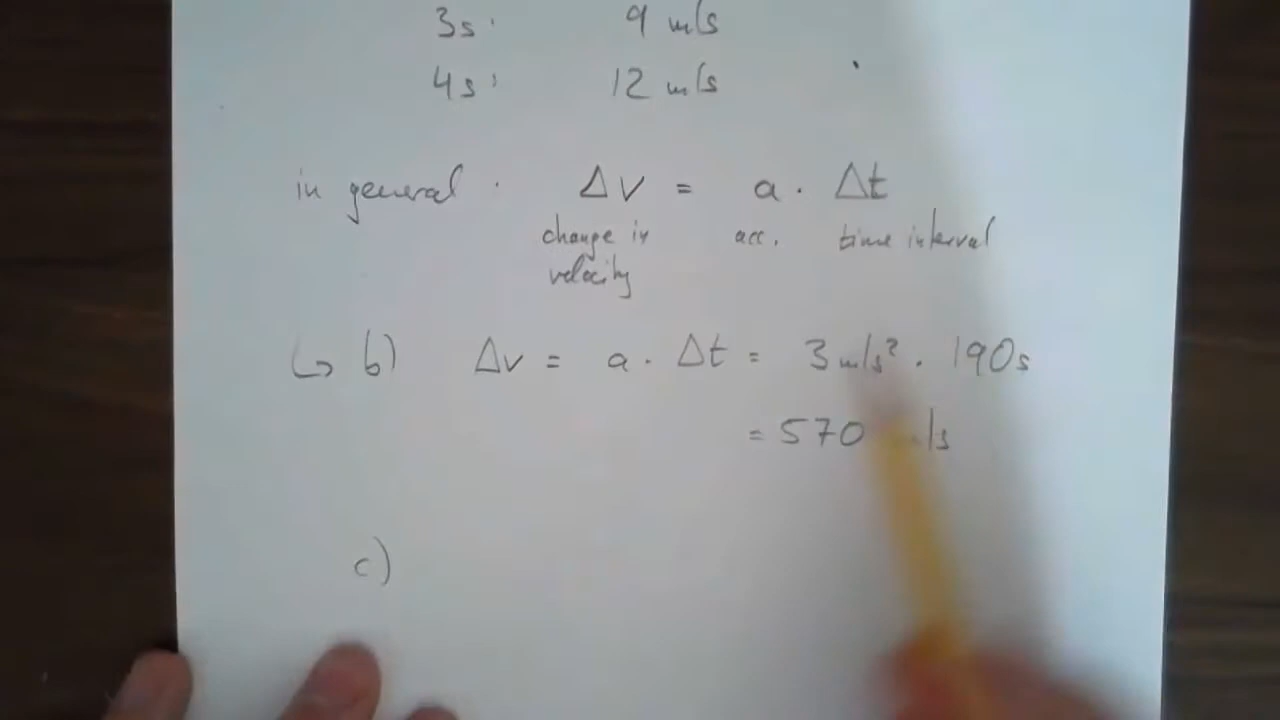 3s: 9 m/s
4s: 12 m/s
in general: Δv = a · Δt
change in acc. time interval
velocity
↳ b) Δv = a · Δt = 3 m/s² · 190s
= 570 /s
c)